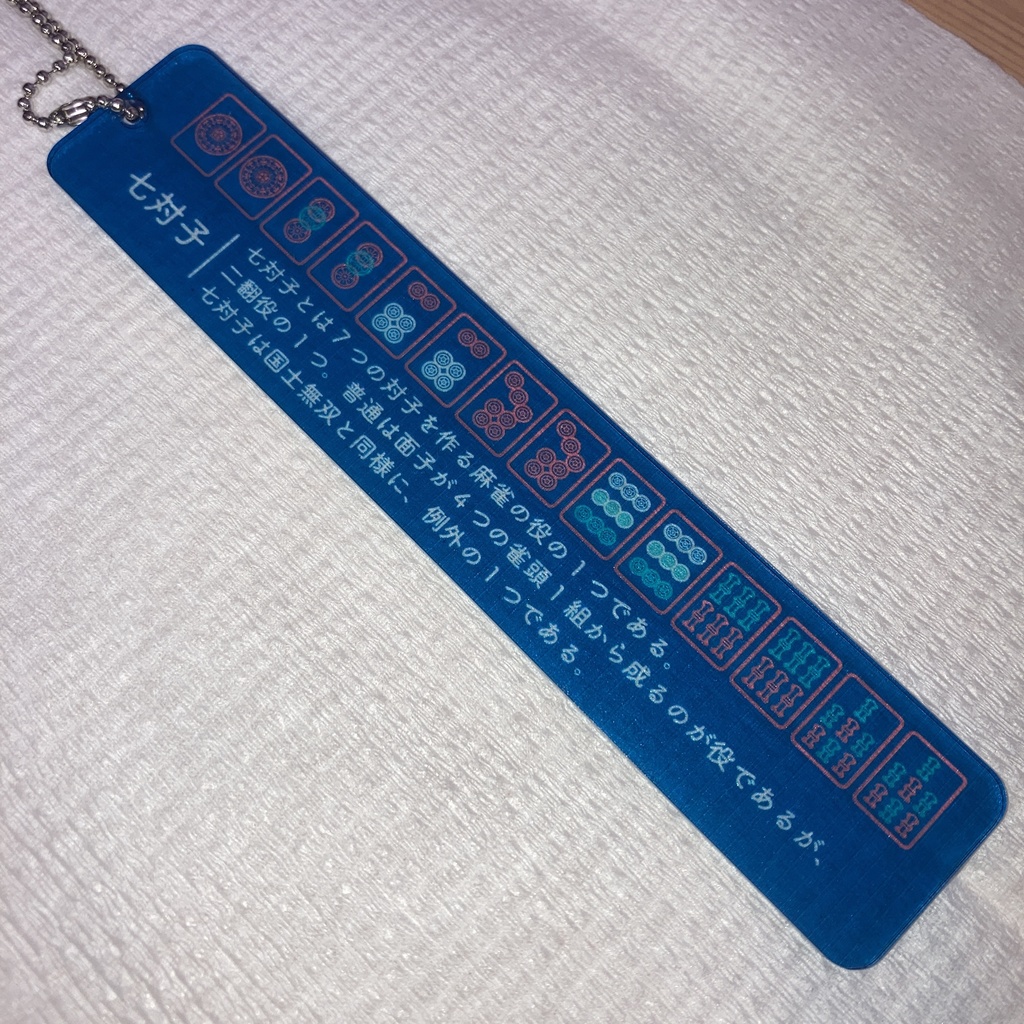 七対子
七対子とは7つの対子を作る麻雀の役の1つである。
二翻役の1つ。普通は面子が4つの雀頭1組から成るのが役であるが、
七対子は国士無双と同様に、例外の1つである。